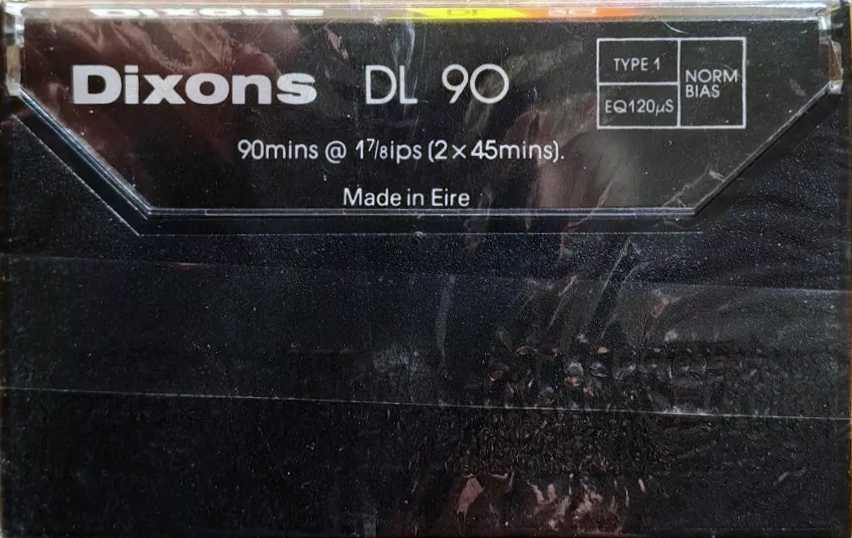 Dixons DL 90
TYPE 1
NORM
BIAS
EQ120µS
90mins @ 1⅞ips (2×45mins).
Made in Eire